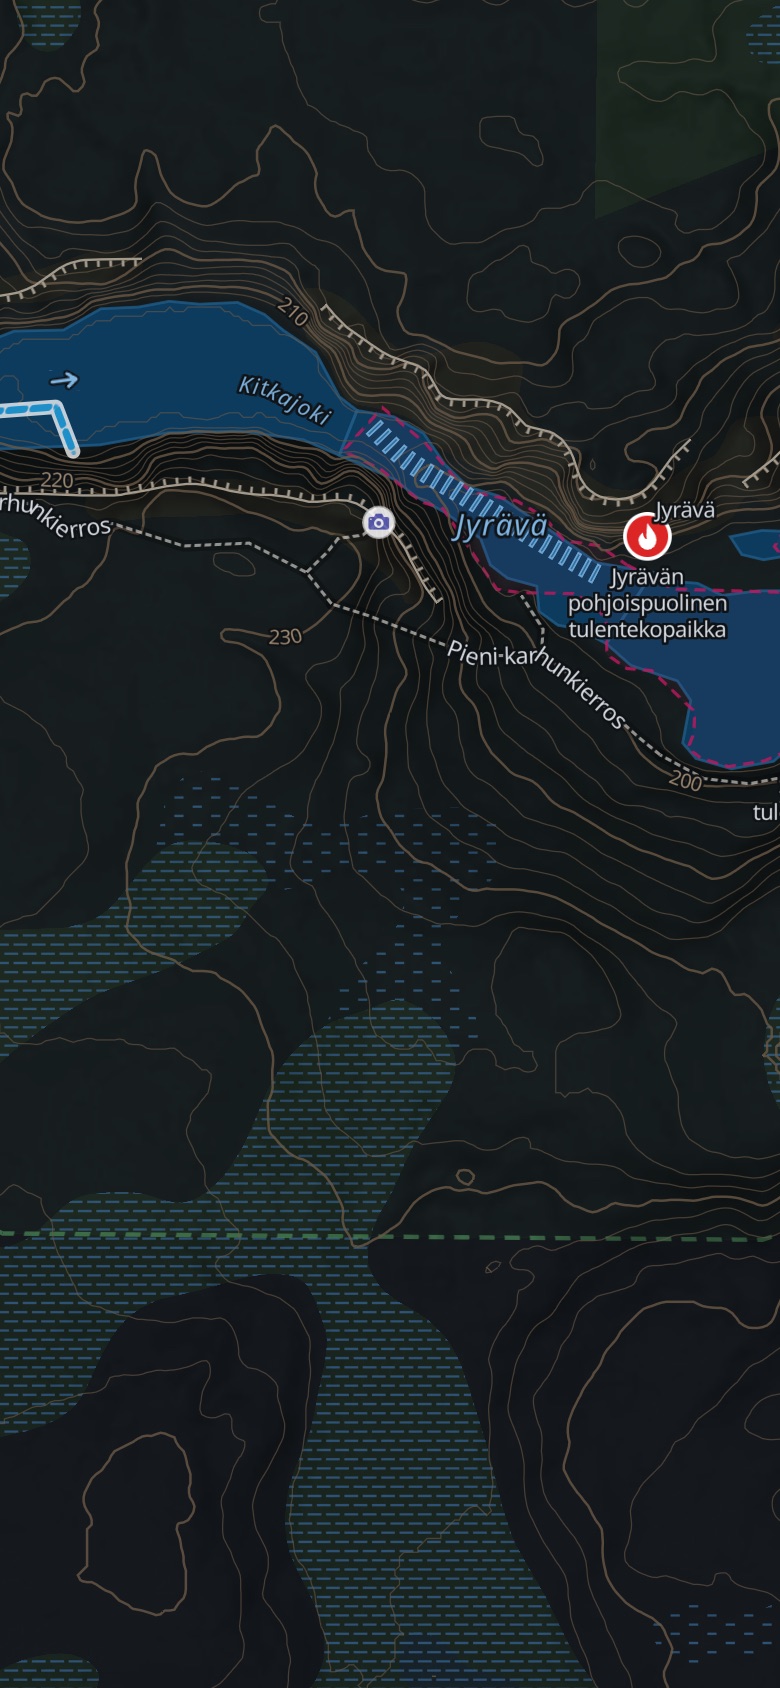 210
Kitkajoki
220
rhunkierros
Jyrävä
Jyrävä
Jyrävän
pohjoispuolinen
tulentekopaikka
230
Pieni-karhunkierros
200
tul